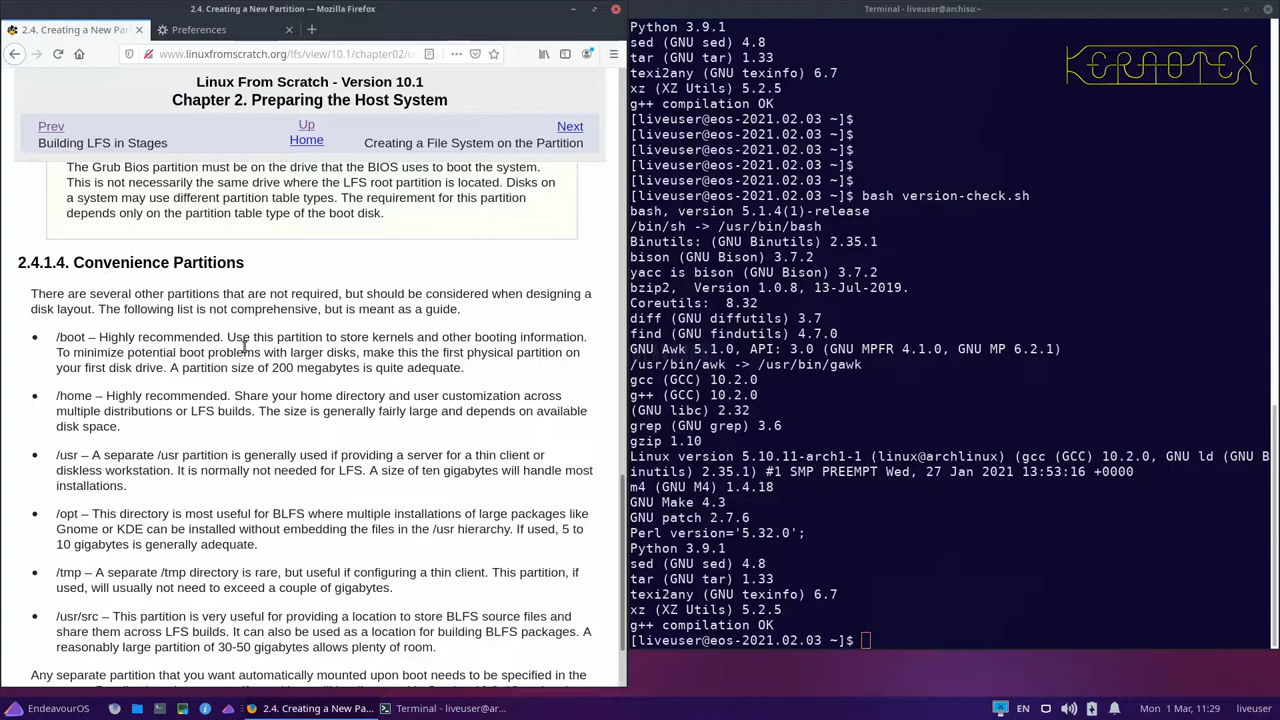 2.4. Creating a New Partition — Mozilla Firefox
2.4. Creating a New Par
Preferences
www.linuxfromscratch.org/lfs/view/10.1/chapter02/c
Linux From Scratch - Version 10.1
Chapter 2. Preparing the Host System
Prev
Up
Next
Building LFS in Stages
Home
Creating a File System on the Partition
The Grub Bios partition must be on the drive that the BIOS uses to boot the system.
This is not necessarily the same drive where the LFS root partition is located. Disks on
a system may use different partition table types. The requirement for this partition
depends only on the partition table type of the boot disk.
2.4.1.4. Convenience Partitions
There are several other partitions that are not required, but should be considered when designing a
disk layout. The following list is not comprehensive, but is meant as a guide.
/boot – Highly recommended. Use this partition to store kernels and other booting information.
To minimize potential boot problems with larger disks, make this the first physical partition on
your first disk drive. A partition size of 200 megabytes is quite adequate.
/home – Highly recommended. Share your home directory and user customization across
multiple distributions or LFS builds. The size is generally fairly large and depends on available
disk space.
/usr – A separate /usr partition is generally used if providing a server for a thin client or
diskless workstation. It is normally not needed for LFS. A size of ten gigabytes will handle most
installations.
/opt – This directory is most useful for BLFS where multiple installations of large packages like
Gnome or KDE can be installed without embedding the files in the /usr hierarchy. If used, 5 to
10 gigabytes is generally adequate.
/tmp – A separate /tmp directory is rare, but useful if configuring a thin client. This partition, if
used, will usually not need to exceed a couple of gigabytes.
/usr/src – This partition is very useful for providing a location to store BLFS source files and
share them across LFS builds. It can also be used as a location for building BLFS packages. A
reasonably large partition of 30-50 gigabytes allows plenty of room.
Any separate partition that you want automatically mounted upon boot needs to be specified in the
Terminal - liveuser@archiso:~
KERNOTEX
Python 3.9.1
sed (GNU sed) 4.8
tar (GNU tar) 1.33
texi2any (GNU texinfo) 6.7
xz (XZ Utils) 5.2.5
g++ compilation OK
[liveuser@eos-2021.02.03 ~]$
[liveuser@eos-2021.02.03 ~]$
[liveuser@eos-2021.02.03 ~]$
[liveuser@eos-2021.02.03 ~]$
[liveuser@eos-2021.02.03 ~]$
[liveuser@eos-2021.02.03 ~]$ bash version-check.sh
bash, version 5.1.4(1)-release
/bin/sh -> /usr/bin/bash
Binutils: (GNU Binutils) 2.35.1
bison (GNU Bison) 3.7.2
yacc is bison (GNU Bison) 3.7.2
bzip2,  Version 1.0.8, 13-Jul-2019.
Coreutils:  8.32
diff (GNU diffutils) 3.7
find (GNU findutils) 4.7.0
GNU Awk 5.1.0, API: 3.0 (GNU MPFR 4.1.0, GNU MP 6.2.1)
/usr/bin/awk -> /usr/bin/gawk
gcc (GCC) 10.2.0
g++ (GCC) 10.2.0
(GNU libc) 2.32
grep (GNU grep) 3.6
gzip 1.10
Linux version 5.10.11-arch1-1 (linux@archlinux) (gcc (GCC) 10.2.0, GNU ld (GNU B
inutils) 2.35.1) #1 SMP PREEMPT Wed, 27 Jan 2021 13:53:16 +0000
m4 (GNU M4) 1.4.18
GNU Make 4.3
GNU patch 2.7.6
Perl version='5.32.0';
Python 3.9.1
sed (GNU sed) 4.8
tar (GNU tar) 1.33
texi2any (GNU texinfo) 6.7
xz (XZ Utils) 5.2.5
g++ compilation OK
[liveuser@eos-2021.02.03 ~]$
EndeavourOS
2.4. Creating a New Pa...
Terminal - liveuser@ar...
EN
Mon 1 Mar, 11:29
liveuser